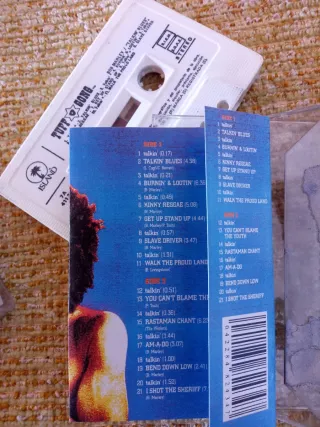 TUFF GONG
ISLAND
STEREO
SIDE 1
1 talkin' (0.17)
2 TALKIN' BLUES (4.38)
3 talkin' (0.21)
4 BURNIN' & LOOTIN'
5 talkin' (0.49)
6 KINKY REGGAE (5.09)
7 GET UP STAND UP (4.44)
8 talkin' (0.57)
9 SLAVE DRIVER (3.47)
10 talkin' (1.31)
11 WALK THE PROUD LAND
SIDE 2
12 talkin' (0.51)
13 YOU CAN'T BLAME THE
14 talkin' (0.36)
15 RASTAMAN CHANT
16 talkin' (1.44)
17 AM-A-DO (3.07)
18 talkin' (1.00)
19 BEND DOWN LOW (2.41)
20 talkin' (1.52)
21 I SHOT THE SHERIFF
SIDE 1
1 talkin'
2 TALKIN' BLUES
3 talkin'
4 BURNIN' & LOOTIN'
5 talkin'
6 KINKY REGGAE
7 GET UP STAND UP
8 talkin'
9 SLAVE DRIVER
10 talkin'
11 WALK THE PROUD LAND
SIDE 2
12 talkin'
13 YOU CAN'T BLAME
THE YOUTH
14 talkin'
15 RASTAMAN CHANT
16 talkin'
17 AM-A-DO
18 talkin'
19 BEND DOWN LOW
20 talkin'
21 I SHOT THE SHERIFF